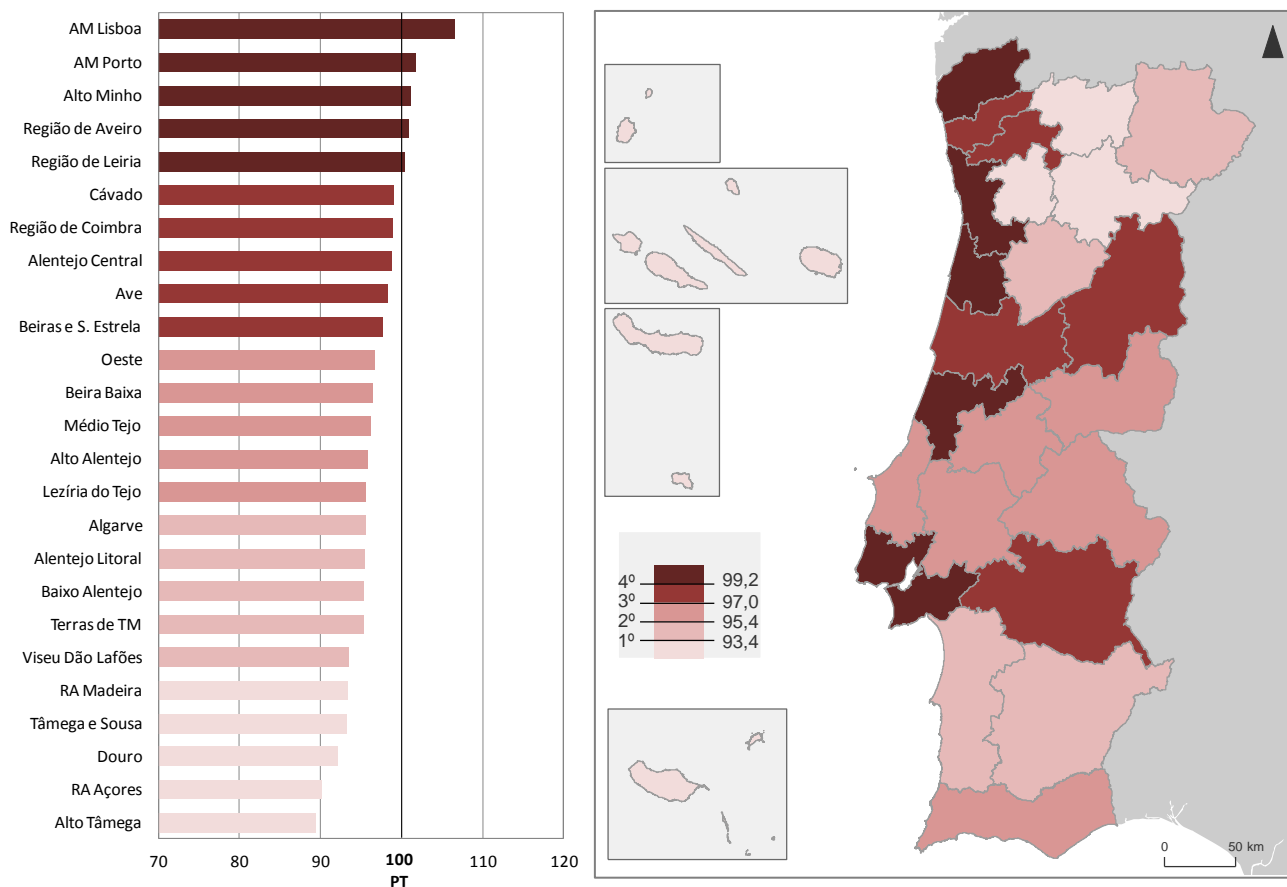 AM Lisboa
AM Porto
Alto Minho
Região de Aveiro
Região de Leiria
Cávado
Região de Coimbra
Alentejo Central
Ave
Beiras e S. Estrela
Oeste
Beira Baixa
Médio Tejo
Alto Alentejo
Lezíria do Tejo
Algarve
Alentejo Litoral
Baixo Alentejo
Terras de TM
Viseu Dão Lafões
RA Madeira
Tâmega e Sousa
Douro
RA Açores
Alto Tâmega
70 80 90 100 110 120
PT
4º 99,2
3º 97,0
2º 95,4
1º 93,4
0 50 km